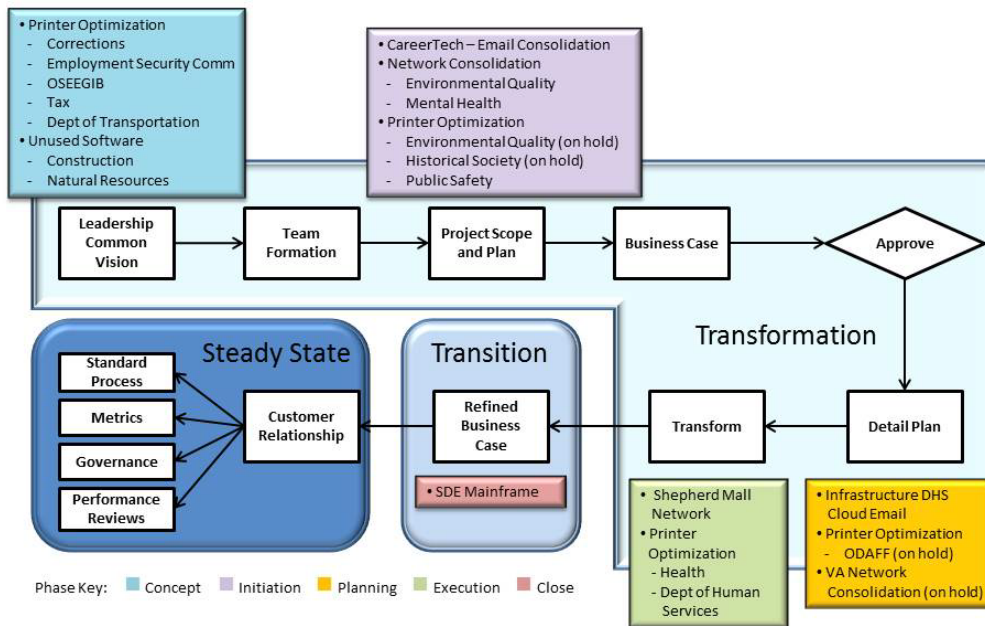 • Printer Optimization
- Corrections
- Employment Security Comm
- OSEEGIB
- Tax
- Dept of Transportation
• Unused Software
- Construction
- Natural Resources
• CareerTech – Email Consolidation
• Network Consolidation
- Environmental Quality
- Mental Health
• Printer Optimization
- Environmental Quality (on hold)
- Historical Society (on hold)
- Public Safety
Leadership
Common
Vision
Team
Formation
Project Scope
and Plan
Business Case
Approve
Transformation
Detail Plan
Transform
Transition
Refined
Business
Case
• SDE Mainframe
Steady State
Customer
Relationship
Standard
Process
Metrics
Governance
Performance
Reviews
• Shepherd Mall
Network
• Printer
Optimization
- Health
- Dept of Human
Services
• Infrastructure DHS
Cloud Email
• Printer Optimization
- ODAFF (on hold)
• VA Network
Consolidation (on hold)
Phase Key: Concept Initiation Planning Execution Close